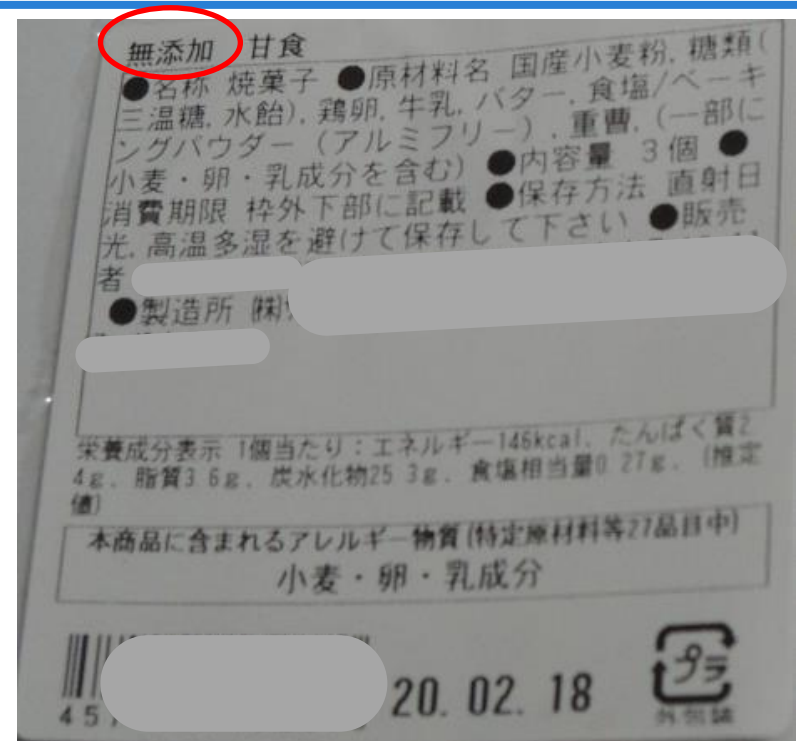 無添加 甘食
●名称 焼菓子 ●原材料名 国産小麦粉, 糖類(
三温糖, 水飴), 鶏卵, 牛乳, バター, 食塩/ベーキ
ングパウダー (アルミフリー), 重曹, (一部に
小麦・卵・乳成分を含む) ●内容量 3個 ●
消費期限 枠外下部に記載 ●保存方法 直射日
光, 高温多湿を避けて保存して下さい ●販売
者
●製造所 ㈱
栄養成分表示 1個当たり:エネルギー146kcal, たんぱく質2.
4g, 脂質3.6g, 炭水化物25.3g, 食塩相当量0.27g, (推定
値)
本商品に含まれるアレルギー物質(特定原材料等27品目中)
小麦・卵・乳成分
45
20. 02. 18
プラ
外包装